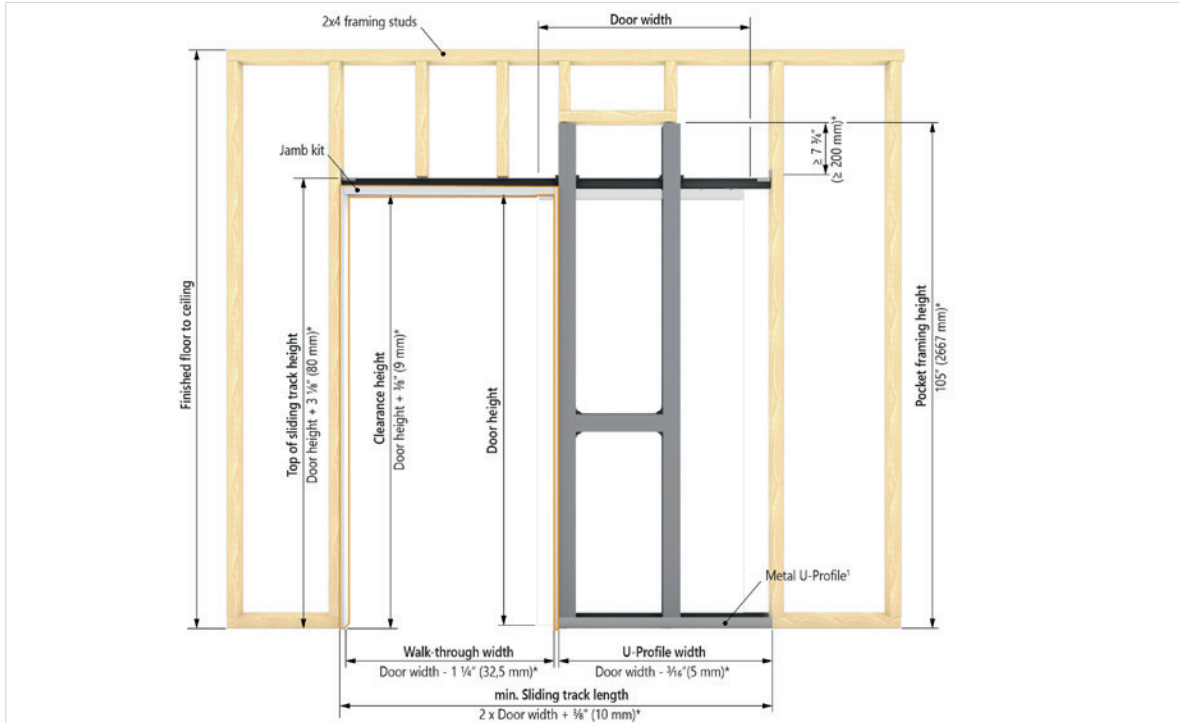 2x4 framing studs
Door width
Jamb kit
≥ 7 ¾"
(≥ 200 mm)*
Finished floor to ceiling
Top of sliding track height
Door height + 3 ⅛" (80 mm)*
Clearance height
Door height + ⅜" (9 mm)*
Door height
Pocket framing height
105" (2667 mm)*
Metal U-Profile¹
Walk-through width
Door width - 1 ¼" (32,5 mm)*
U-Profile width
Door width - ³⁄₁₆"(5 mm)*
min. Sliding track length
2 x Door width + ⅜" (10 mm)*